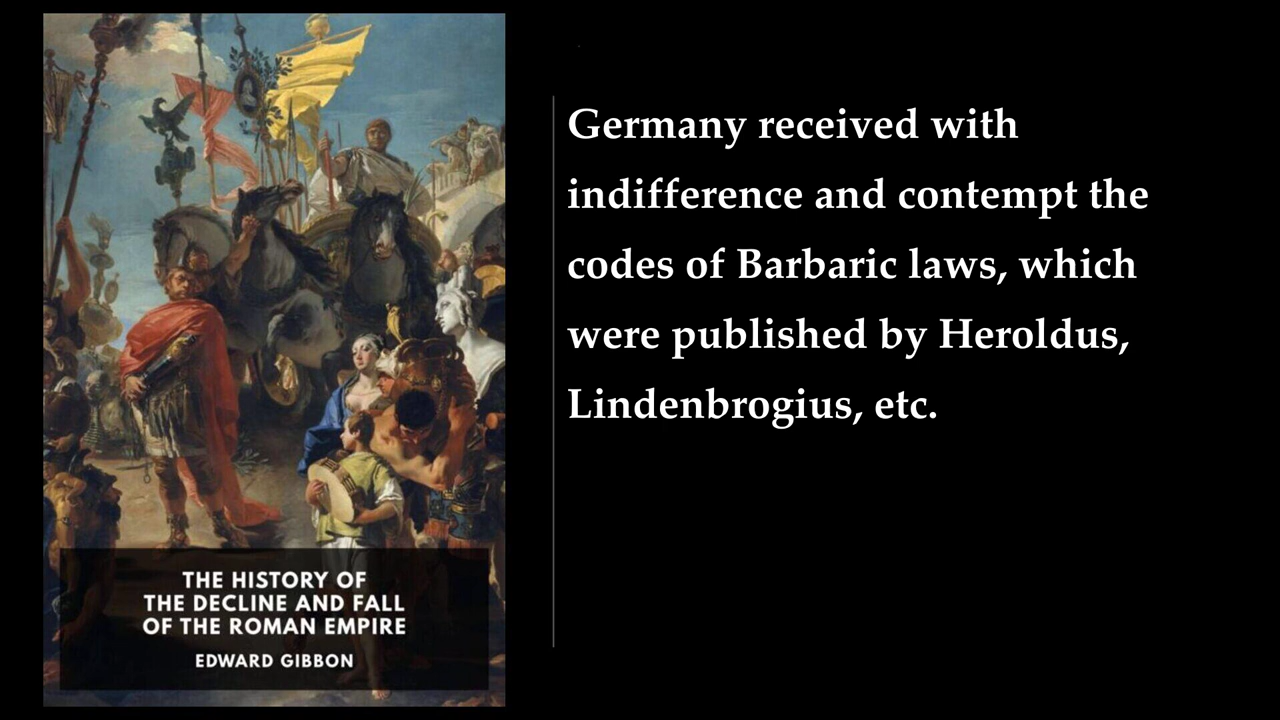 Germany received with
indifference and contempt the
codes of Barbaric laws, which
were published by Heroldus,
Lindenbrogius, etc.
THE HISTORY OF
THE DECLINE AND FALL
OF THE ROMAN EMPIRE
EDWARD GIBBON